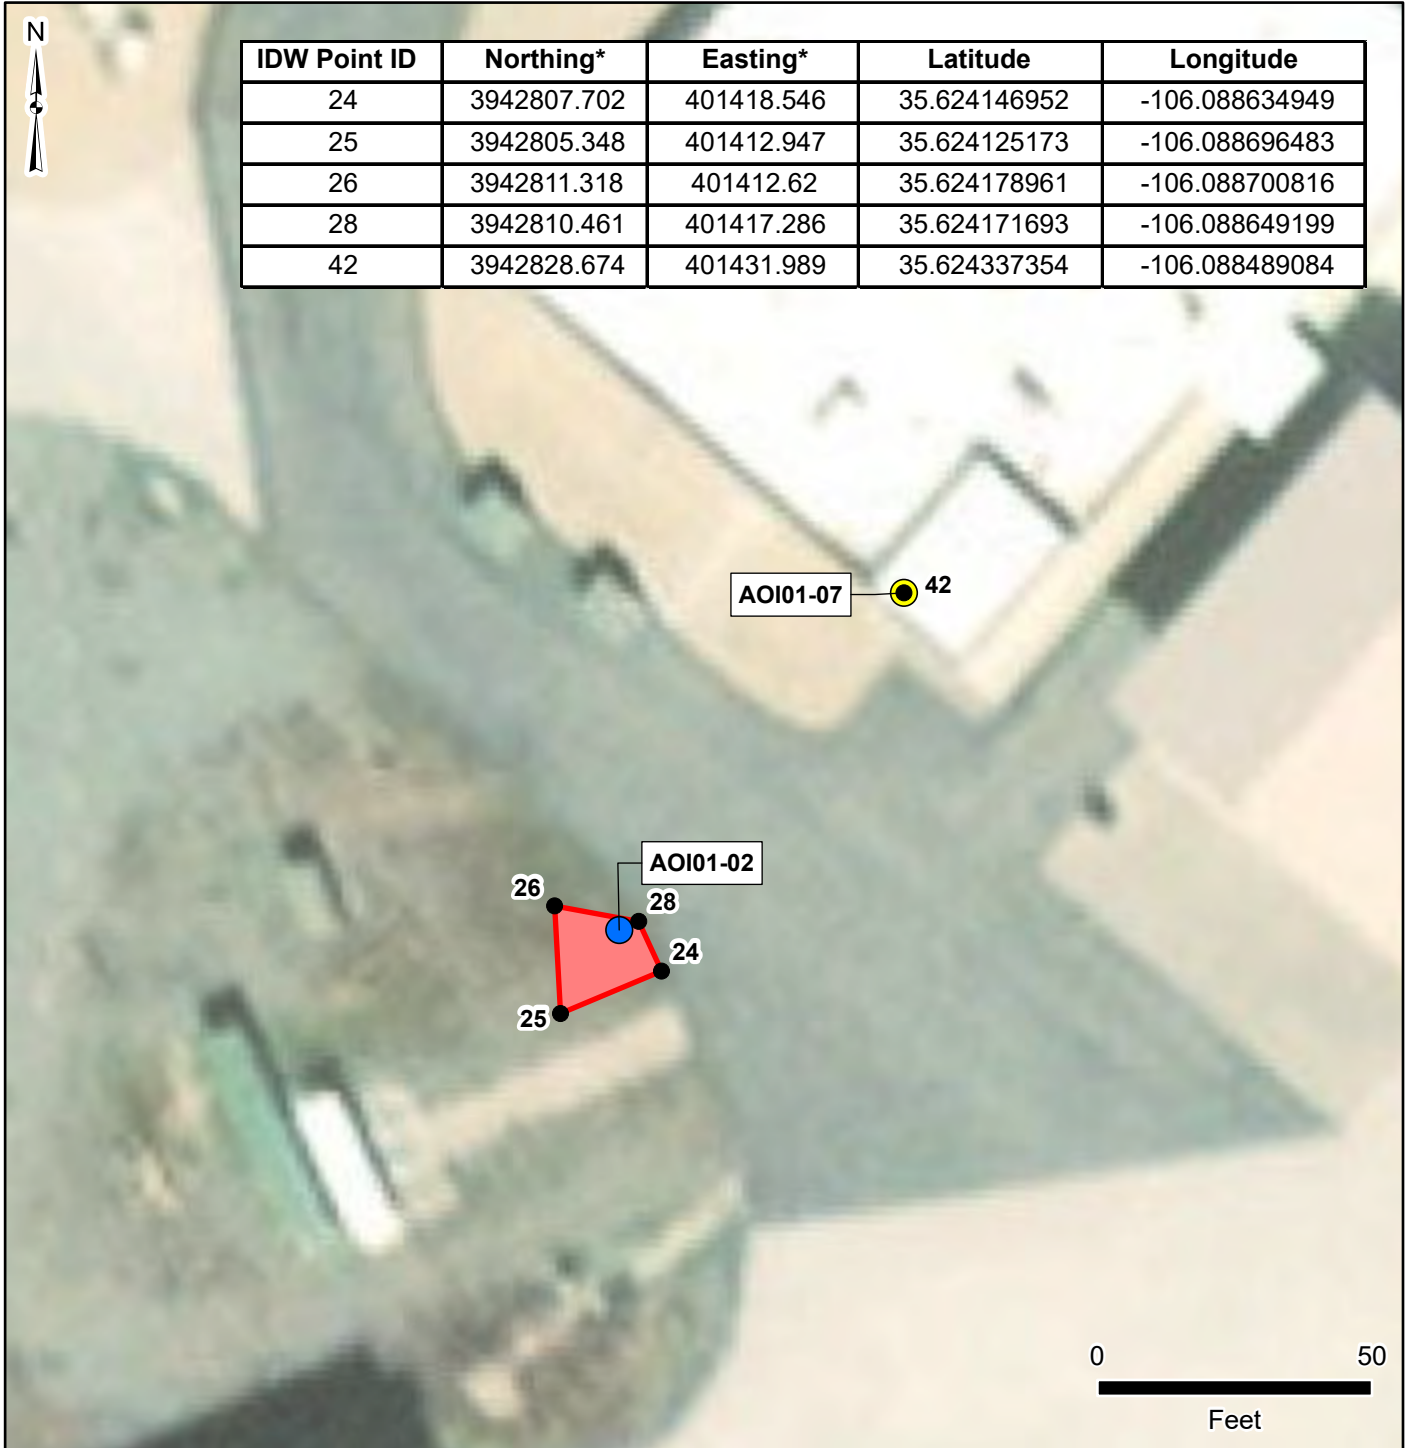 N
IDW Point ID Northing* Easting* Latitude Longitude
24 3942807.702 401418.546 35.624146952 -106.088634949
25 3942805.348 401412.947 35.624125173 -106.088696483
26 3942811.318 401412.62 35.624178961 -106.088700816
28 3942810.461 401417.286 35.624171693 -106.088649199
42 3942828.674 401431.989 35.624337354 -106.088489084
AOI01-07 42
AOI01-02
26 28
24
25
0 50
Feet